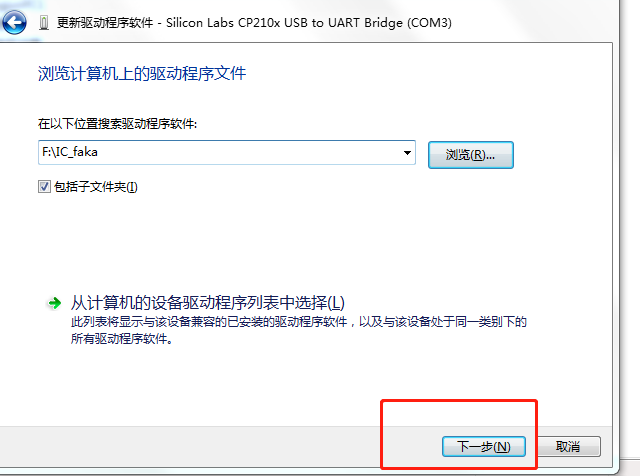 更新驱动程序软件 - Silicon Labs CP210x USB to UART Bridge (COM3)
浏览计算机上的驱动程序文件
在以下位置搜索驱动程序软件:
F:\IC_faka
浏览(R)...
包括子文件夹(I)
从计算机的设备驱动程序列表中选择(L)
此列表将显示与该设备兼容的已安装的驱动程序软件，以及与该设备处于同一类别下的
所有驱动程序软件。
下一步(N)
取消